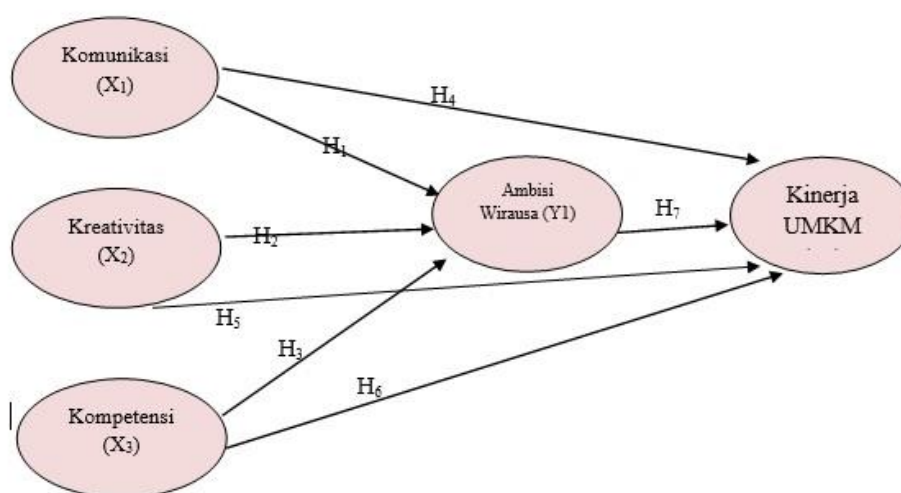 Komunikasi
(X1)
H4
H1
Ambisi
Wirausa (Y1)
H7
Kinerja
UMKM
Kreativitas
(X2)
H2
H5
H3
H6
Kompetensi
(X3)